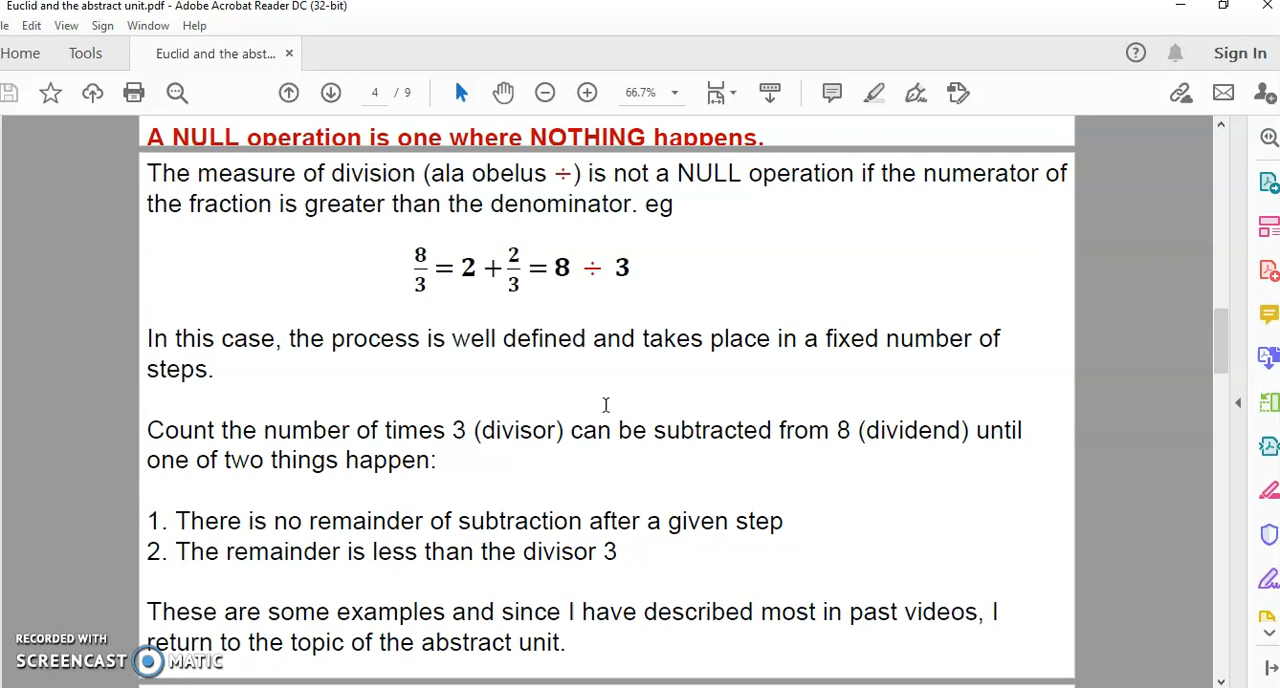 Euclid and the abstract unit.pdf - Adobe Acrobat Reader DC (32-bit)
le Edit View Sign Window Help
Home Tools Euclid and the abst... × Sign In
4 / 9 66.7%
A NULL operation is one where NOTHING happens.
The measure of division (ala obelus ÷) is not a NULL operation if the numerator of
the fraction is greater than the denominator. eg
8/3 = 2 + 2/3 = 8 ÷ 3
In this case, the process is well defined and takes place in a fixed number of
steps.
Count the number of times 3 (divisor) can be subtracted from 8 (dividend) until
one of two things happen:
1. There is no remainder of subtraction after a given step
2. The remainder is less than the divisor 3
These are some examples and since I have described most in past videos, I
return to the topic of the abstract unit.
RECORDED WITH
SCREENCAST MATIC